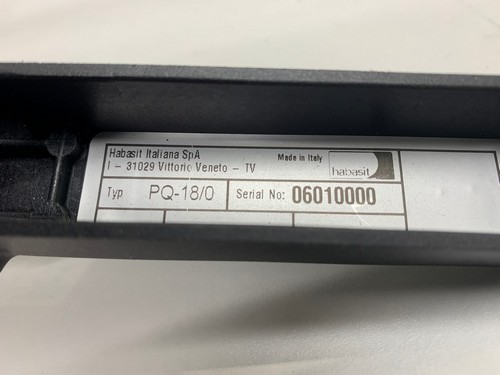 Habasit Italiana SpA
I - 31029 Vittorio Veneto - TV
Made in Italy
habasit
Typ PQ-18/0 Serial No: 06010000